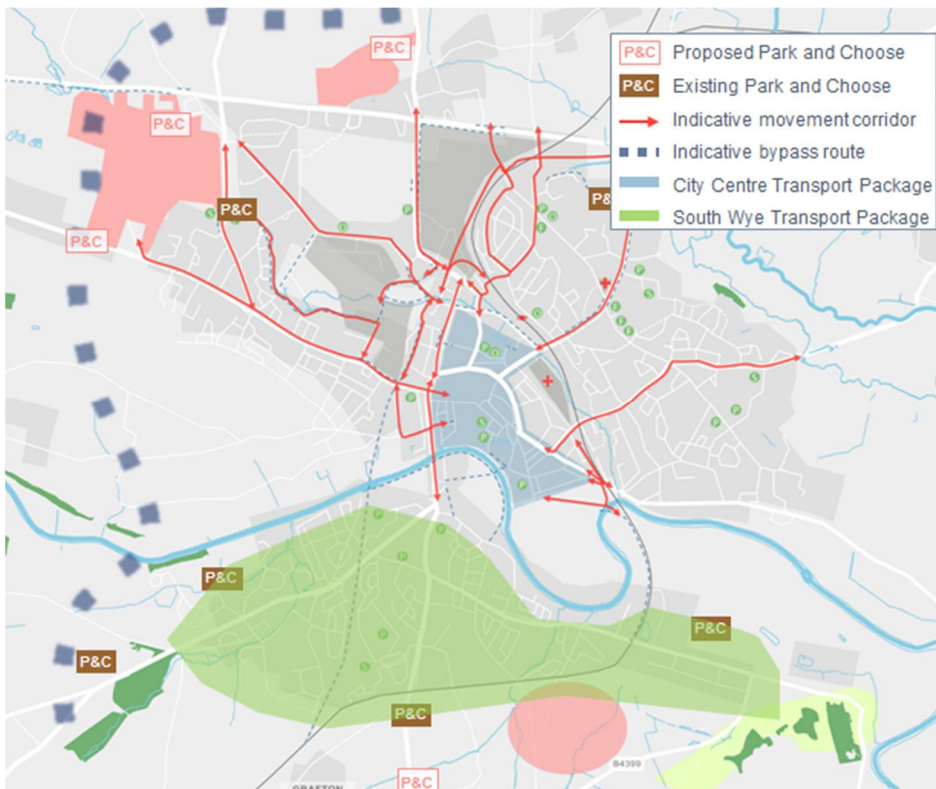 P&C
P&C Proposed Park and Choose
P&C Existing Park and Choose
Indicative movement corridor
Indicative bypass route
City Centre Transport Package
South Wye Transport Package
P&C
P&C
P&C
P&C
S
P
O
P
O
P
S
P
P
P
P
O
O
P
S
P
P
P
S
P
P
P
P
P
P&C
P
P&C
P&C
S
P&C
B4399
P&C
GRAFTON